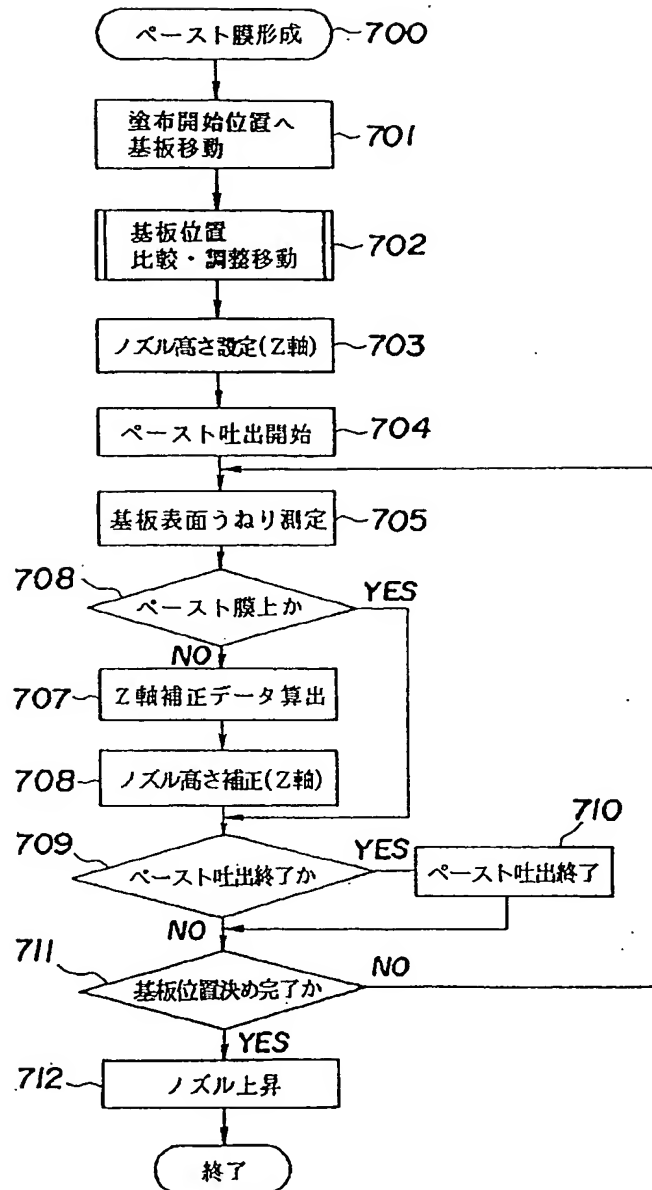 ペースト膜形成 700
塗布開始位置へ
基板移動
701
基板位置
比較・調整移動
702
ノズル高さ設定(Z軸) 703
ペースト吐出開始 704
基板表面うねり測定 705
708
ペースト膜上か
YES
NO
707 Z軸補正データ算出
708 ノズル高さ補正(Z軸)
709
ペースト吐出終了か
YES
710
ペースト吐出終了
NO
711
基板位置決め完了か
NO
YES
712 ノズル上昇
終了